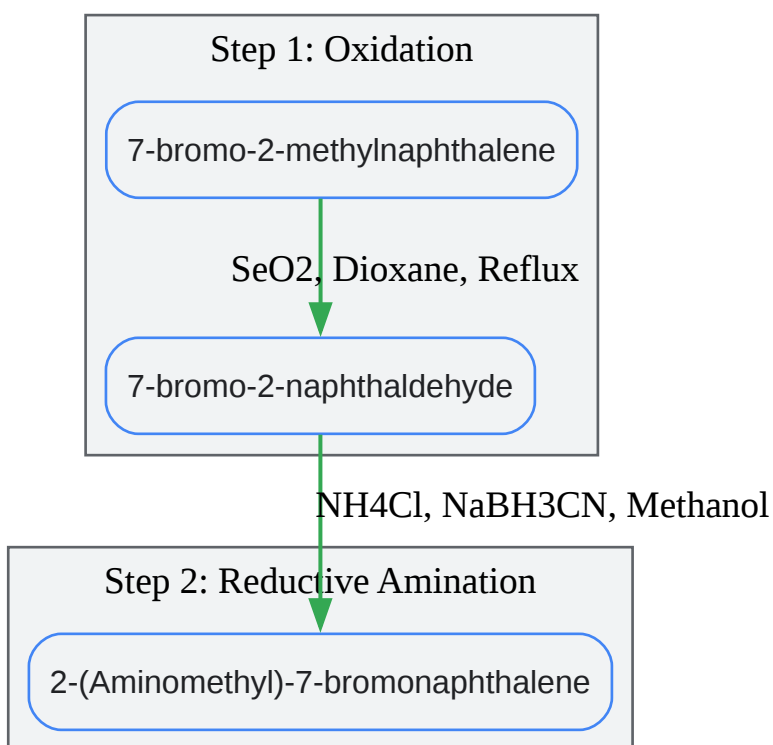 Step 1: Oxidation
7-bromo-2-methylnaphthalene
SeO2, Dioxane, Reflux
7-bromo-2-naphthaldehyde
NH4Cl, NaBH3CN, Methanol
Step 2: Reductive Amination
2-(Aminomethyl)-7-bromonaphthalene